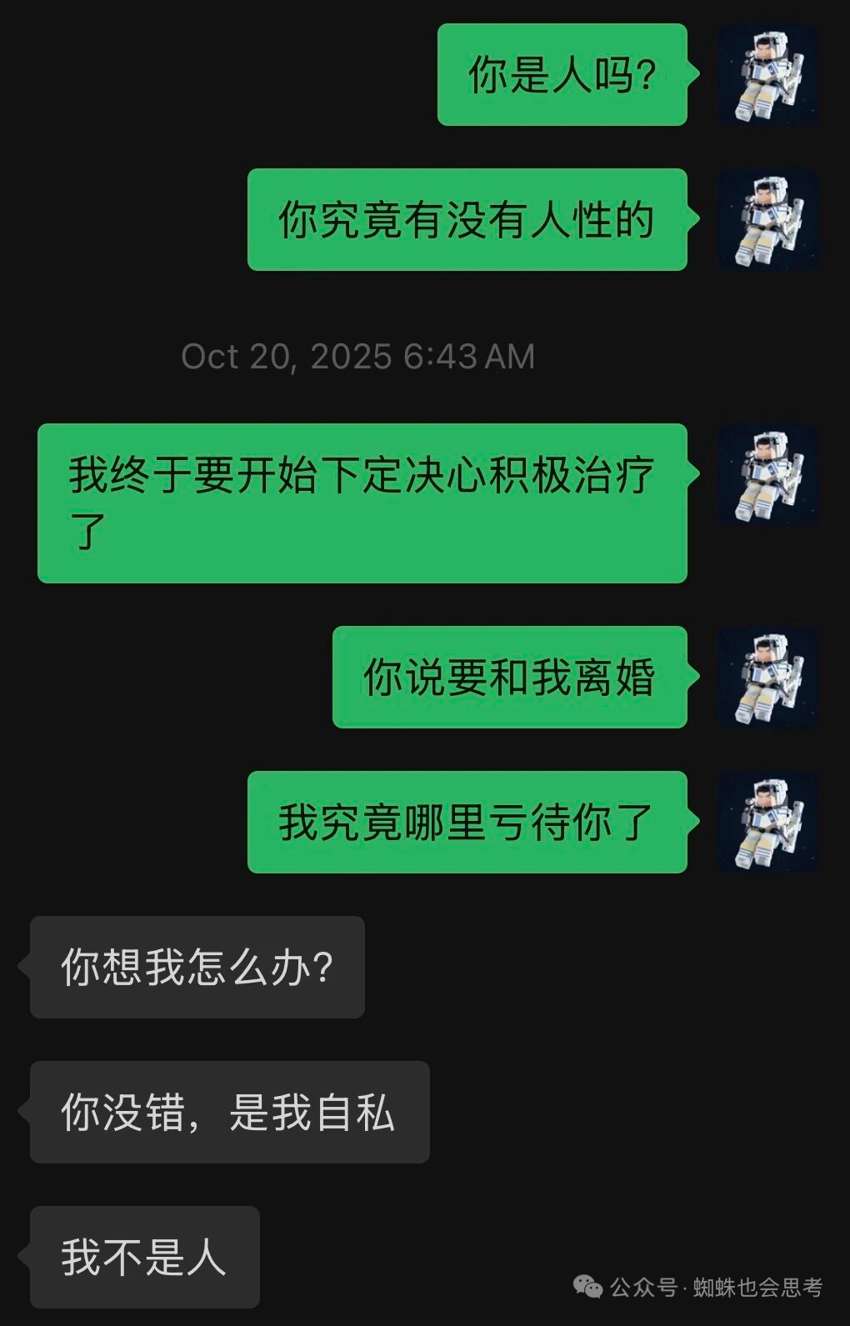 你是人吗?
你究竟有没有人性的
Oct 20, 2025 6:43 AM
我终于要开始下定决心积极治疗
了
你说要和我离婚
我究竟哪里亏待你了
你想我怎么办?
你没错，是我自私
我不是人
公众号·蜘蛛也会思考